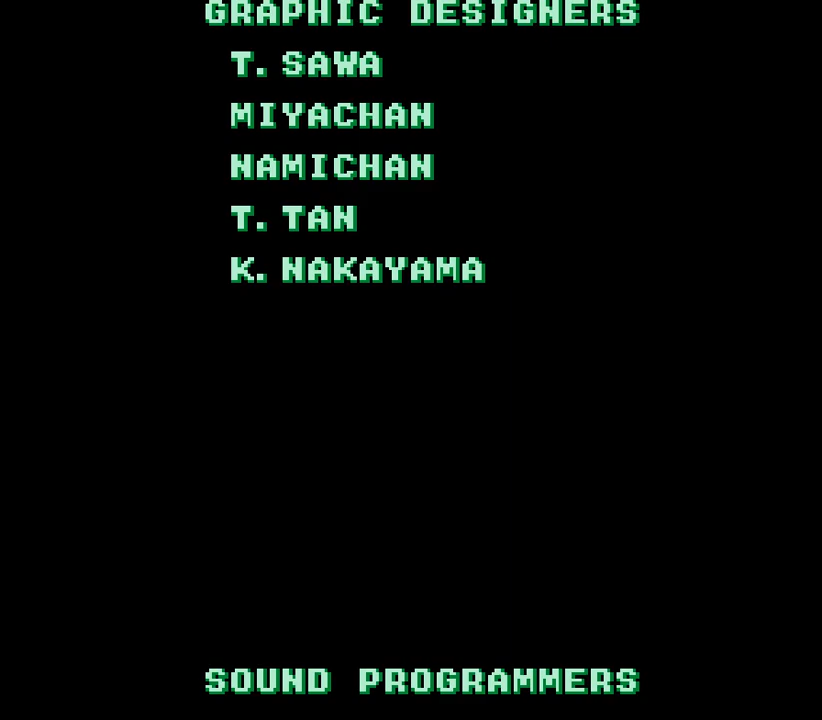 GRAPHIC DESIGNERS
T. SAWA
MIYACHAN
NAMICHAN
T. TAN
K. NAKAYAMA
SOUND PROGRAMMERS